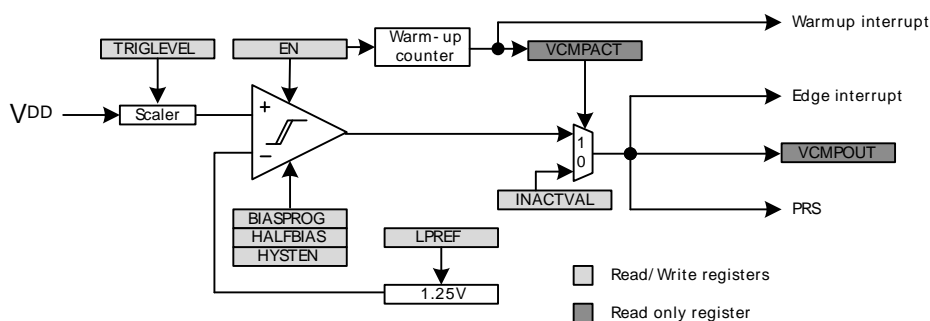 Warmup interrupt
TRIGLEVEL
EN
Warm-up
counter
VCMPACT
VDD
Scaler
+
−
1
0
Edge interrupt
VCMPOUT
INACTVAL
PRS
BIASPROG
HALFBIAS
HYSTEN
LPREF
1.25V
Read/Write registers
Read only register